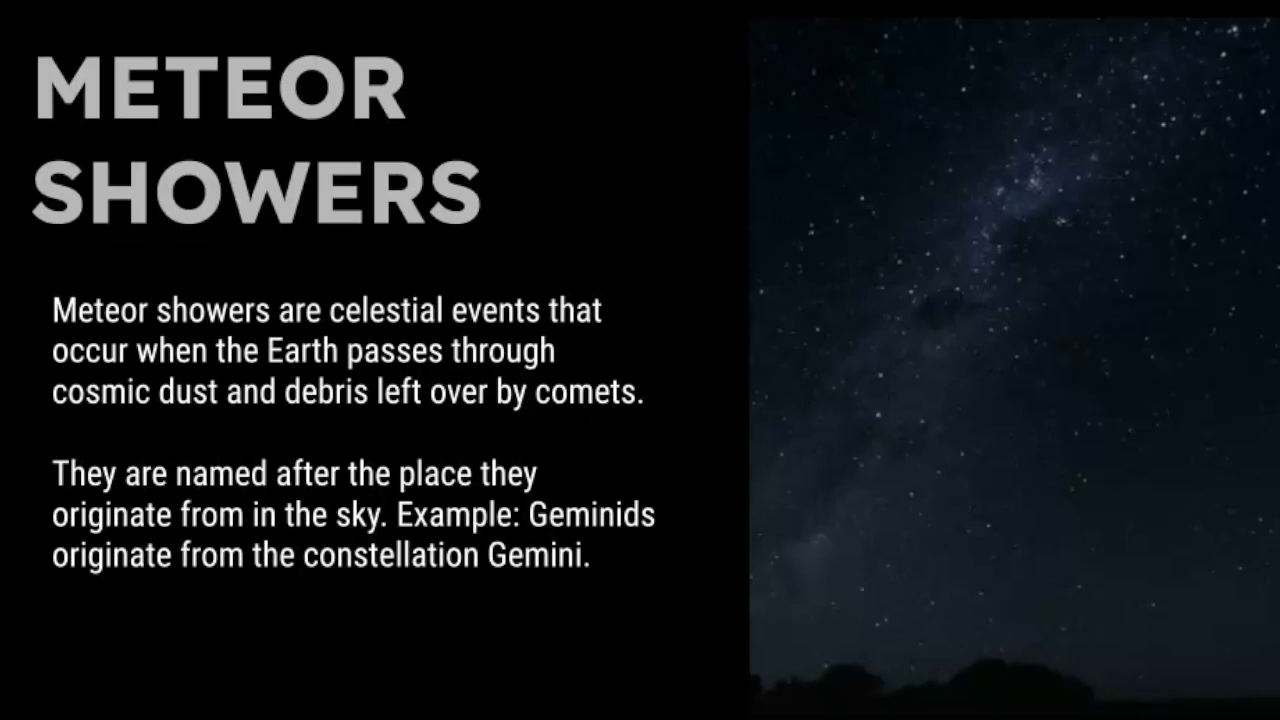 METEOR
SHOWERS
Meteor showers are celestial events that
occur when the Earth passes through
cosmic dust and debris left over by comets.
They are named after the place they
originate from in the sky. Example: Geminids
originate from the constellation Gemini.